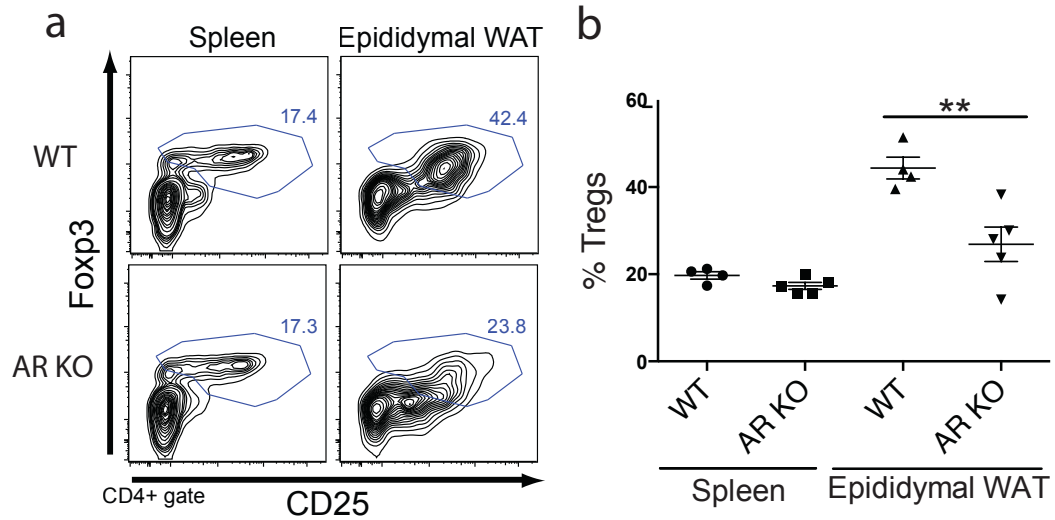 a
Spleen
Epididymal WAT
WT
17.4
42.4
Foxp3
AR KO
17.3
23.8
CD4+ gate
CD25
b
60
40
20
0
% Tregs
**
WT
AR KO
WT
AR KO
Spleen
Epididymal WAT